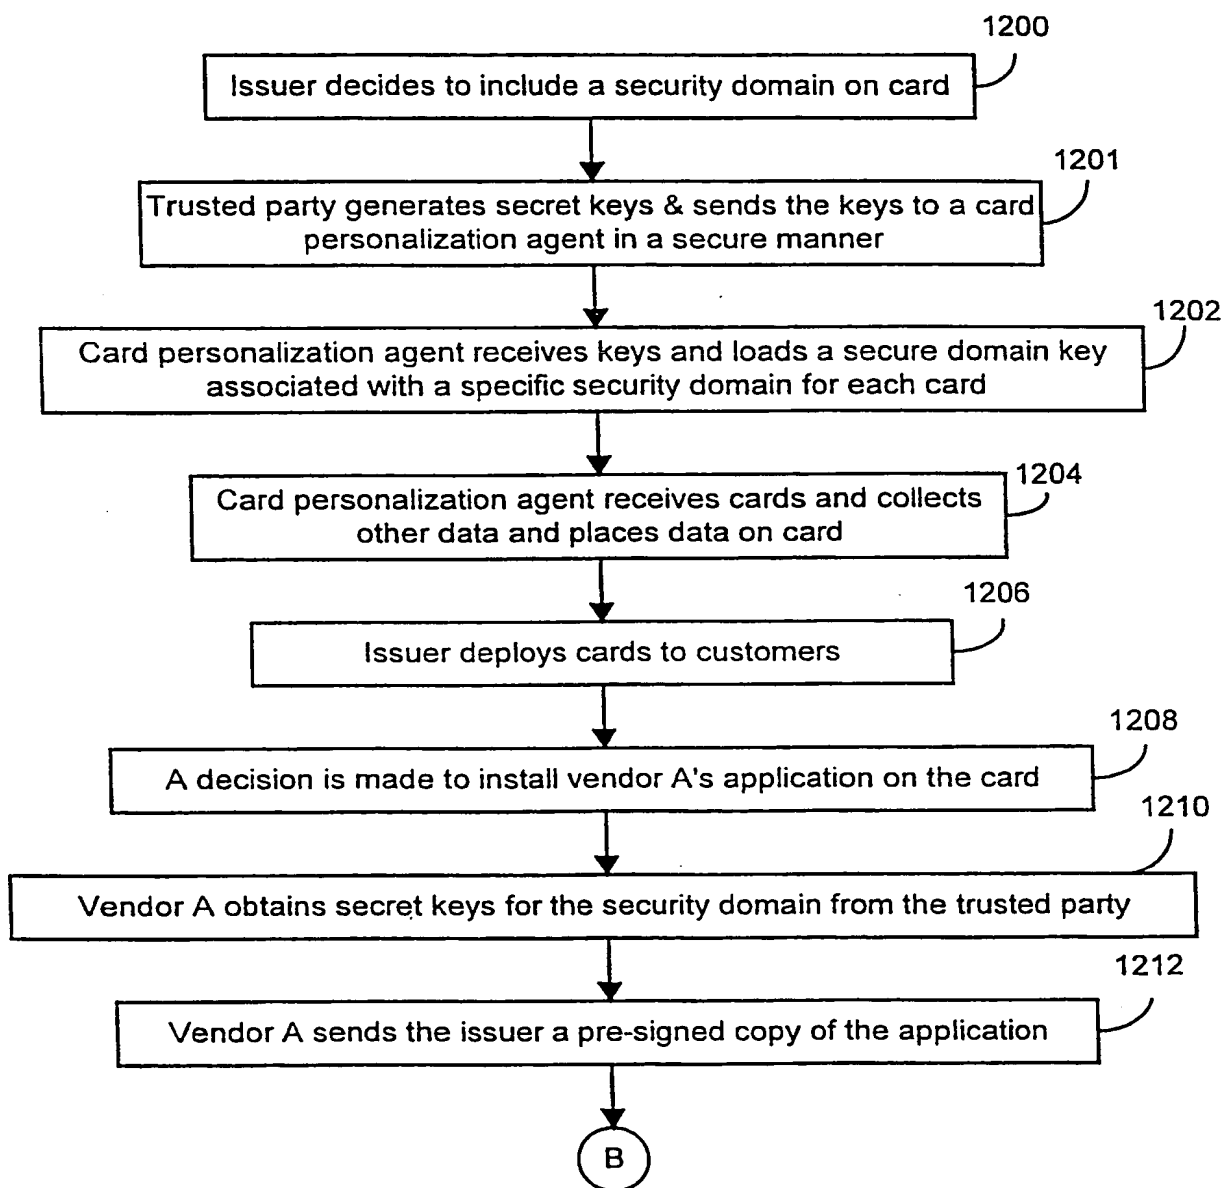 1200
Issuer decides to include a security domain on card
1201
Trusted party generates secret keys & sends the keys to a card
personalization agent in a secure manner
1202
Card personalization agent receives keys and loads a secure domain key
associated with a specific security domain for each card
1204
Card personalization agent receives cards and collects
other data and places data on card
1206
Issuer deploys cards to customers
1208
A decision is made to install vendor A's application on the card
1210
Vendor A obtains secret keys for the security domain from the trusted party
1212
Vendor A sends the issuer a pre-signed copy of the application
B